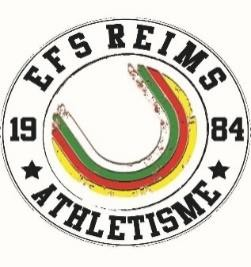 EFS REIMS
19 84
ATHLETISME